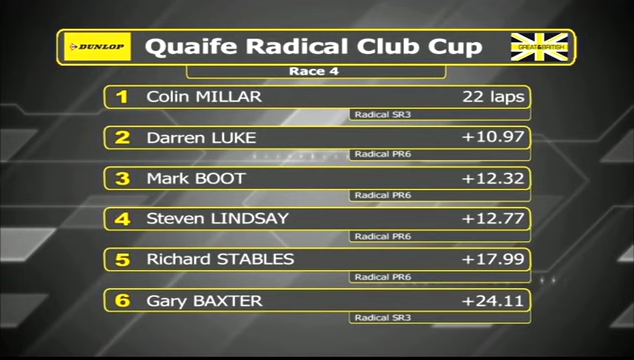 DUNLOP
Quaife Radical Club Cup
GREAT&BRITISH
Race 4
1 Colin MILLAR 22 laps
Radical SR3
2 Darren LUKE +10.97
Radical PR6
3 Mark BOOT +12.32
Radical PR6
4 Steven LINDSAY +12.77
Radical PR6
5 Richard STABLES +17.99
Radical PR6
6 Gary BAXTER +24.11
Radical SR3